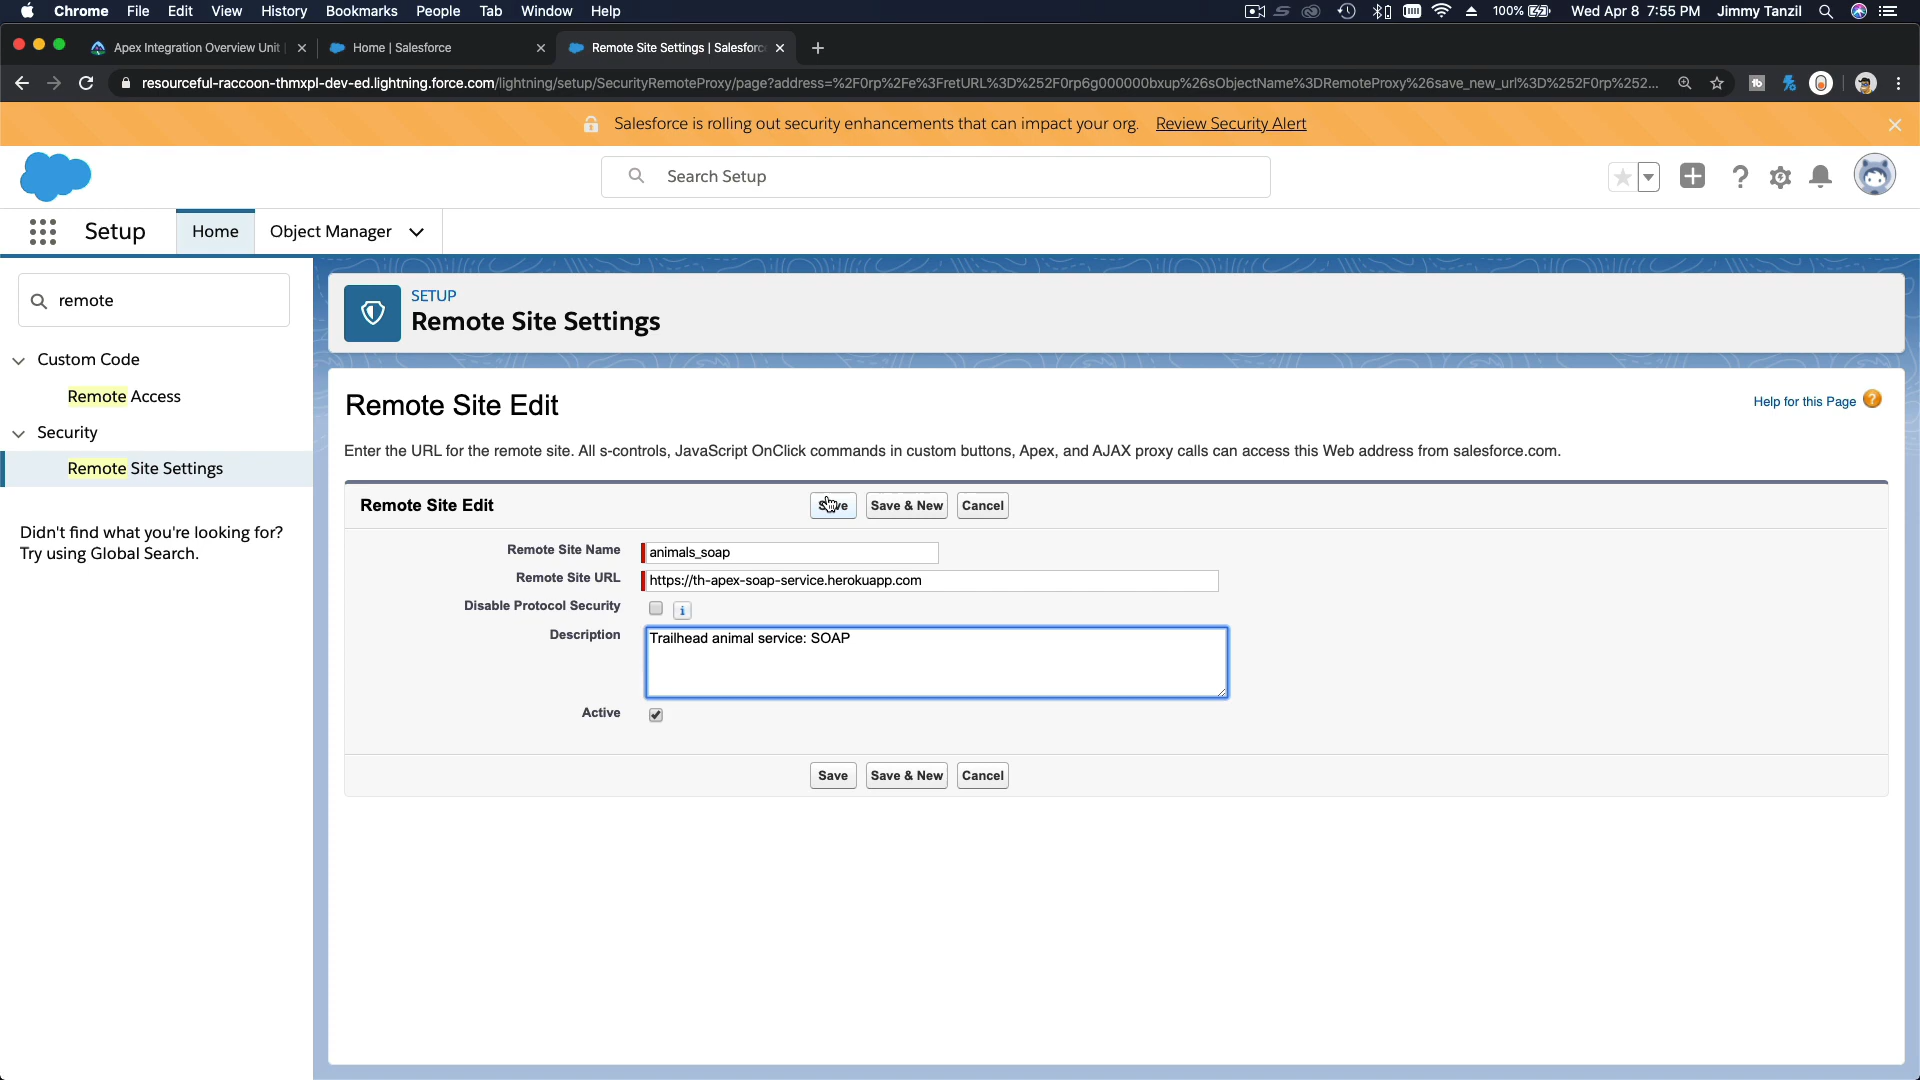 Chrome File Edit View History Bookmarks People Tab Window Help 100% Wed Apr 8 7:55 PM Jimmy Tanzil
Apex Integration Overview Unit Home | Salesforce Remote Site Settings | Salesforc
resourceful-raccoon-thmxpl-dev-ed.lightning.force.com/lightning/setup/SecurityRemoteProxy/page?address=%2F0rp%2Fe%3FretURL%3D%252F0rp6g000000bxup%26sObjectName%3DRemoteProxy%26save_new_url%3D%252F0rp%252...
Salesforce is rolling out security enhancements that can impact your org. Review Security Alert
Search Setup
Setup Home Object Manager
remote
Custom Code
Remote Access
Security
Remote Site Settings
Didn't find what you're looking for?
Try using Global Search.
SETUP
Remote Site Settings
Remote Site Edit
Help for this Page
Enter the URL for the remote site. All s-controls, JavaScript OnClick commands in custom buttons, Apex, and AJAX proxy calls can access this Web address from salesforce.com.
Remote Site Edit Save Save & New Cancel
Remote Site Name animals_soap
Remote Site URL https://th-apex-soap-service.herokuapp.com
Disable Protocol Security
Description Trailhead animal service: SOAP
Active
Save Save & New Cancel